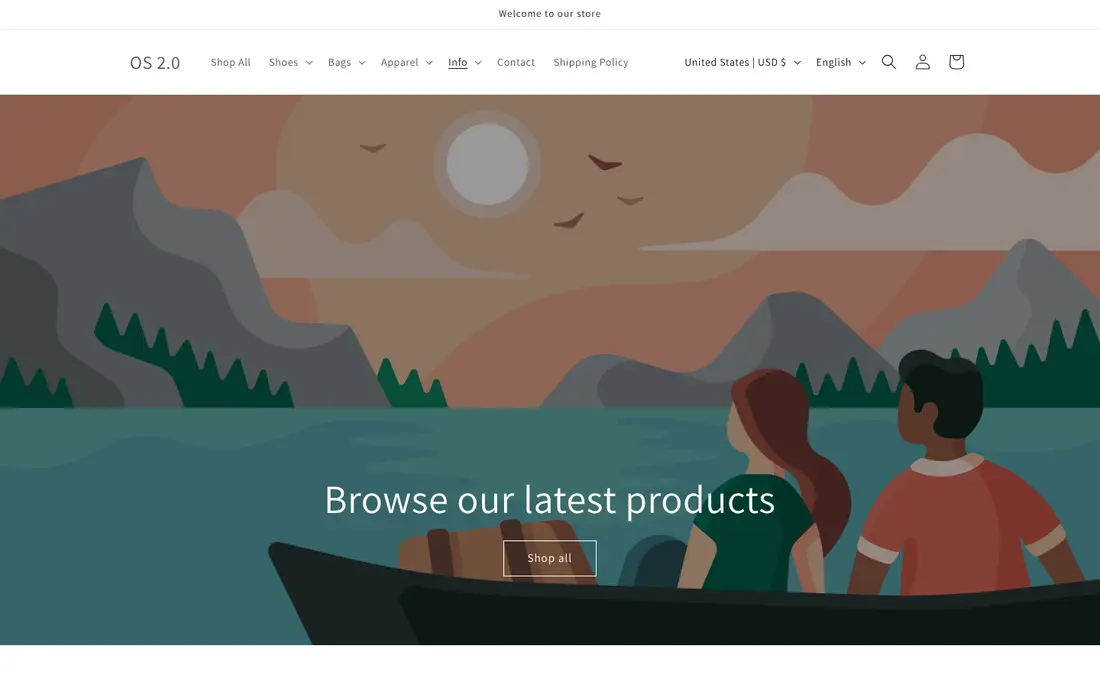 Welcome to our store
OS 2.0 Shop All Shoes Bags Apparel Info Contact Shipping Policy United States | USD $ English
Browse our latest products
Shop all